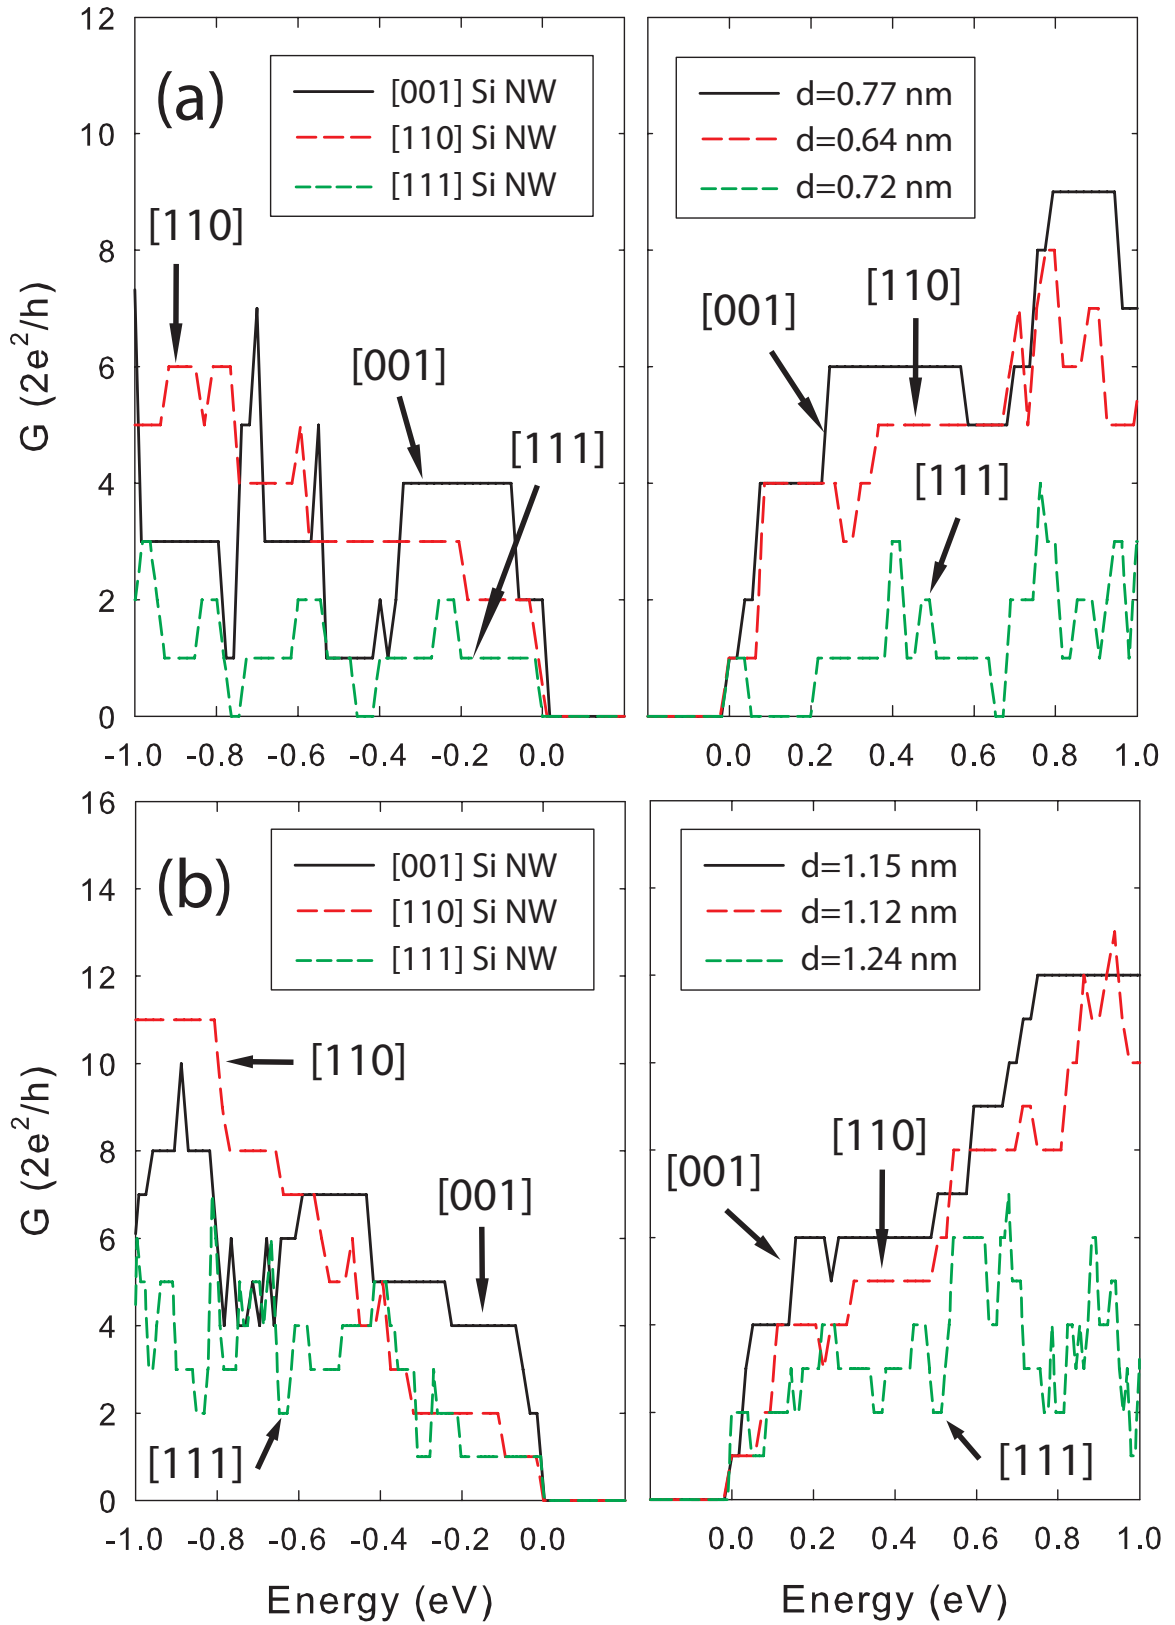 12
10
8
6
4
2
0
G (2e²/h)
(a)
[001] Si NW
[110] Si NW
[111] Si NW
[110]
[001]
[111]
-1.0 -0.8 -0.6 -0.4 -0.2 0.0
d=0.77 nm
d=0.64 nm
d=0.72 nm
[110]
[001]
[111]
0.0 0.2 0.4 0.6 0.8 1.0
16
14
12
10
8
6
4
2
0
G (2e²/h)
(b)
[001] Si NW
[110] Si NW
[111] Si NW
[110]
[001]
[111]
-1.0 -0.8 -0.6 -0.4 -0.2 0.0
Energy (eV)
d=1.15 nm
d=1.12 nm
d=1.24 nm
[110]
[001]
[111]
0.0 0.2 0.4 0.6 0.8 1.0
Energy (eV)